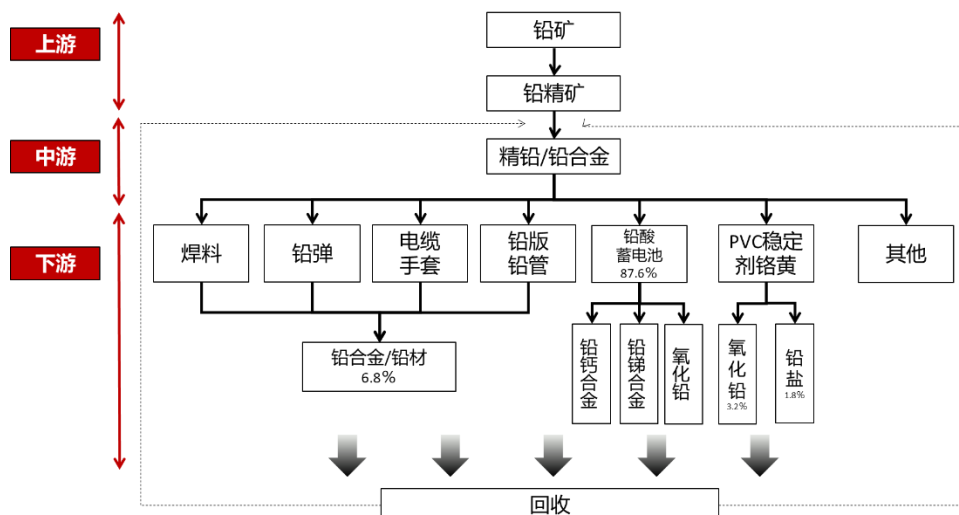 上游
铅矿
铅精矿
中游
精铅/铅合金
下游
焊料
铅弹
电缆
手套
铅版
铅管
铅酸
蓄电池
87.6%
PVC稳定
剂铬黄
其他
铅合金/铅材
6.8%
铅钙合金
铅锑合金
氧化铅
氧化铅
3.2%
铅盐
1.8%
回收